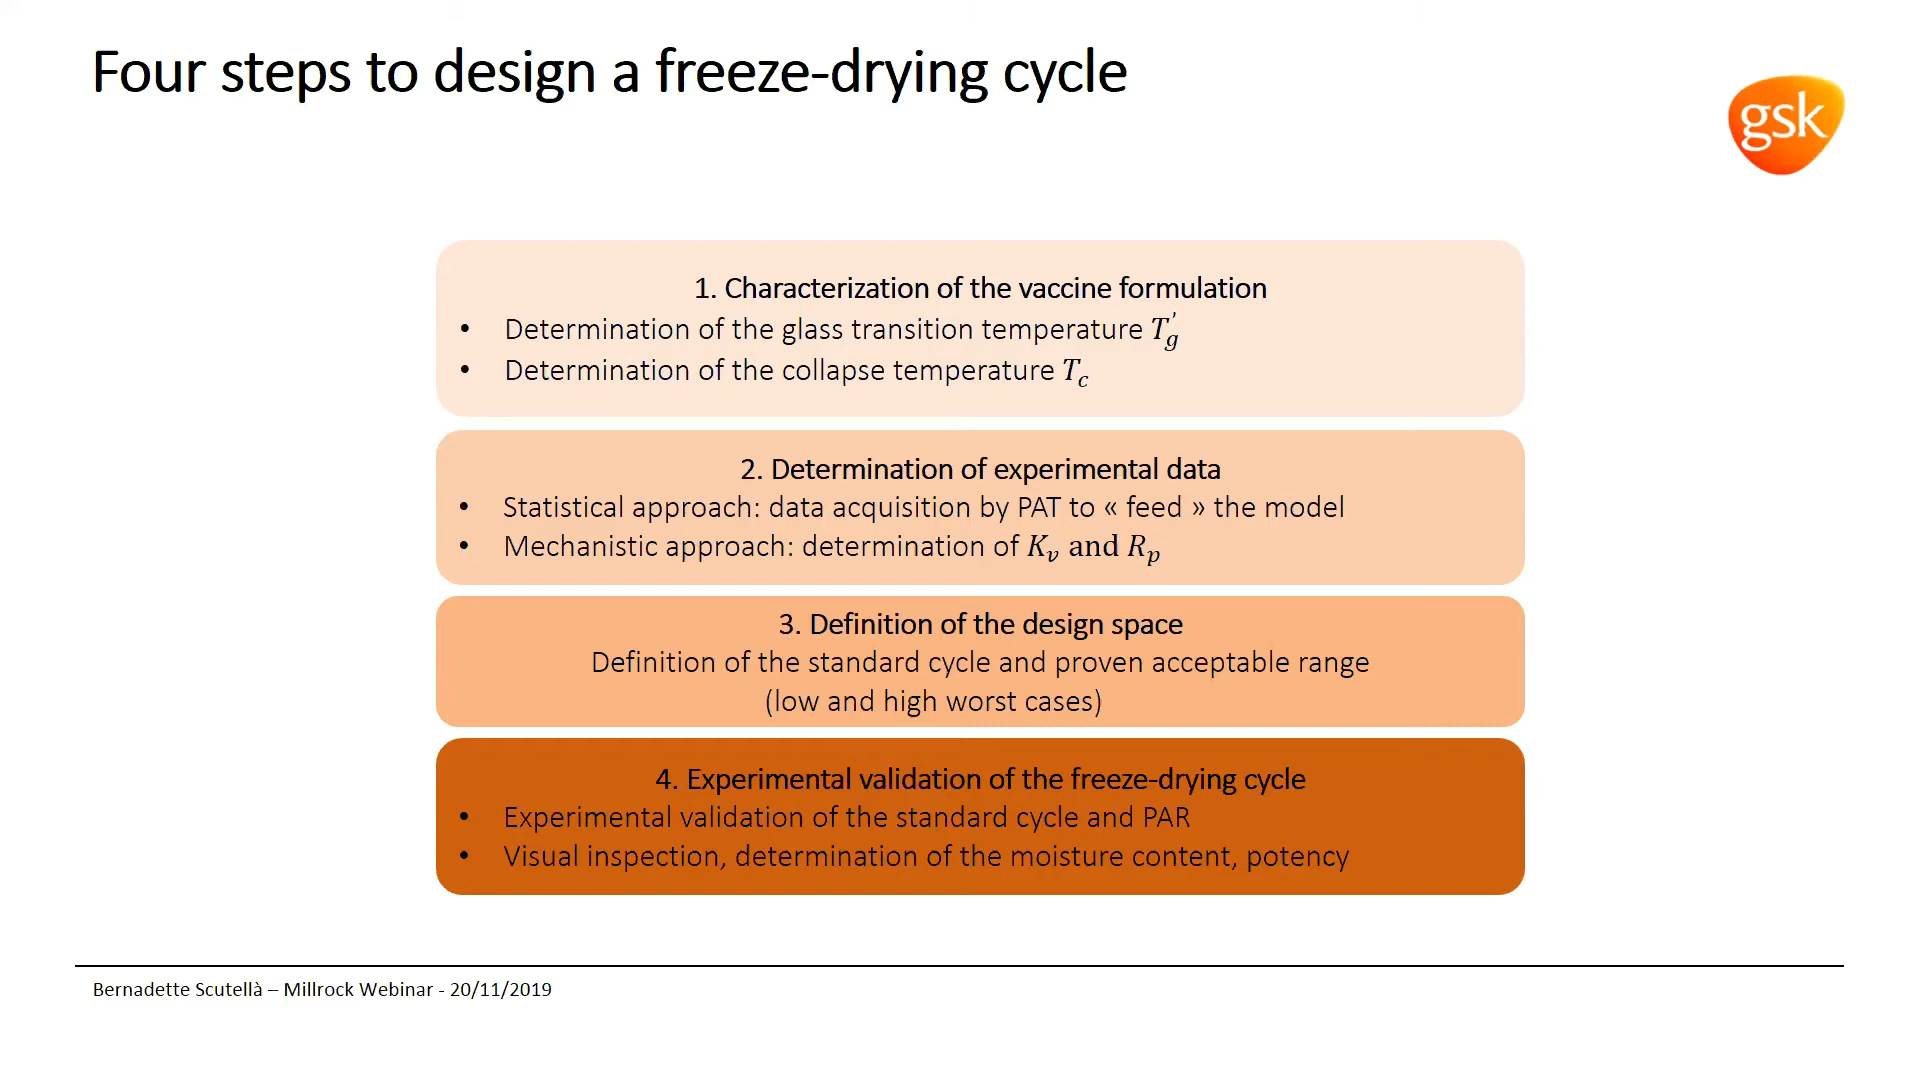 Four steps to design a freeze-drying cycle
gsk
1. Characterization of the vaccine formulation
• Determination of the glass transition temperature T'g
• Determination of the collapse temperature Tc
2. Determination of experimental data
• Statistical approach: data acquisition by PAT to « feed » the model
• Mechanistic approach: determination of Kv and Rp
3. Definition of the design space
Definition of the standard cycle and proven acceptable range
(low and high worst cases)
4. Experimental validation of the freeze-drying cycle
• Experimental validation of the standard cycle and PAR
• Visual inspection, determination of the moisture content, potency
Bernadette Scutellà – Millrock Webinar - 20/11/2019